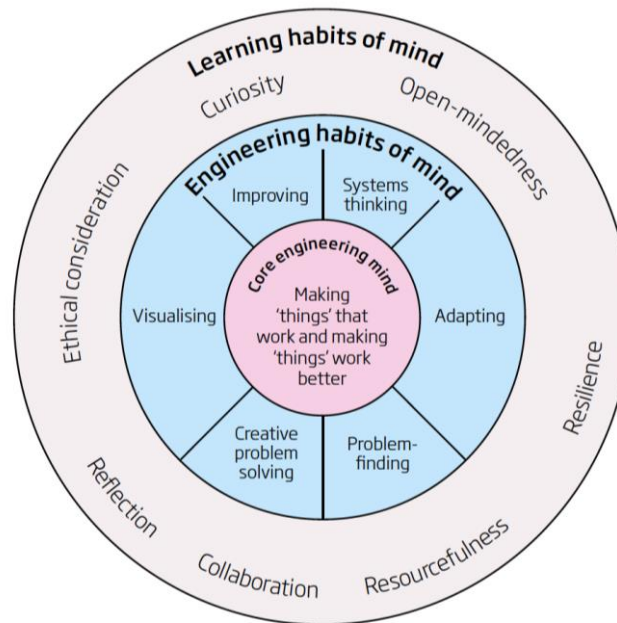 Learning habits of mind
Curiosity
Open-mindedness
Ethical consideration
Resilience
Reflection
Collaboration
Resourcefulness
Engineering habits of mind
Improving
Systems
thinking
Visualising
Adapting
Creative
problem
solving
Problem-
finding
Core engineering mind
Making
‘things’ that
work and making
‘things’ work
better